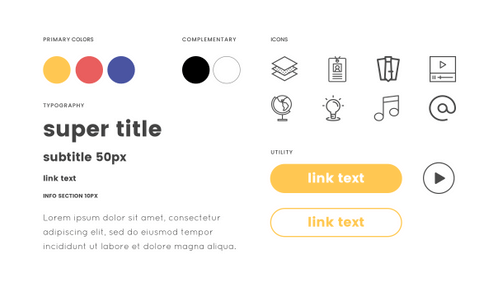 PRIMARY COLORS
COMPLEMENTARY
ICONS
TYPOGRAPHY
super title
subtitle 50px
link text
INFO SECTION 10PX
Lorem ipsum dolor sit amet, consectetur
adipiscing elit, sed do eiusmod tempor
incididunt ut labore et dolore magna aliqua.
UTILITY
link text
link text